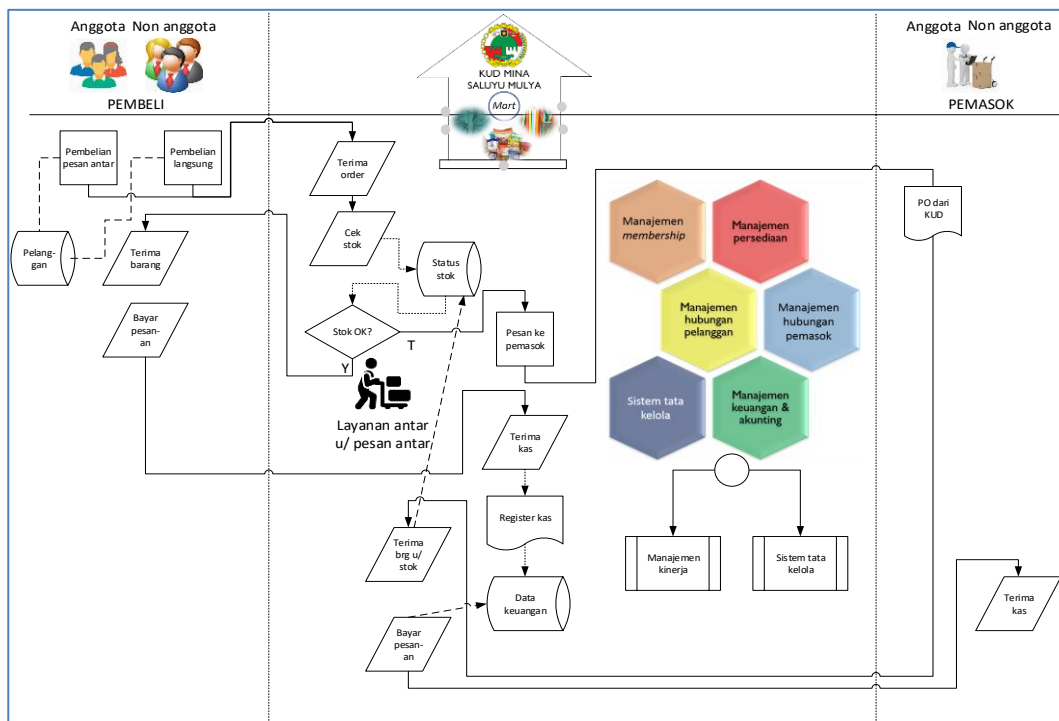 Anggota Non anggota
PEMBELI
KUD MINA
SALUYU MULYA
Mart
Anggota Non anggota
PEMASOK
Pembelian
pesan antar
Pembelian
langsung
Terima
order
PO dari
KUD
Pelang-
gan
Terima
barang
Cek
stok
Status
stok
Manajemen
membership
Manajemen
persediaan
Bayar
pesan-
an
Stok OK?
T
Y
Pesan ke
pemasok
Manajemen
hubungan
pelanggan
Manajemen
hubungan
pemasok
Layanan antar
u/ pesan antar
Sistem tata
kelola
Manajemen
keuangan &
akunting
Terima
kas
Register kas
Terima
brg u/
stok
Manajemen
kinerja
Sistem tata
kelola
Data
keuangan
Terima
kas
Bayar
pesan-
an